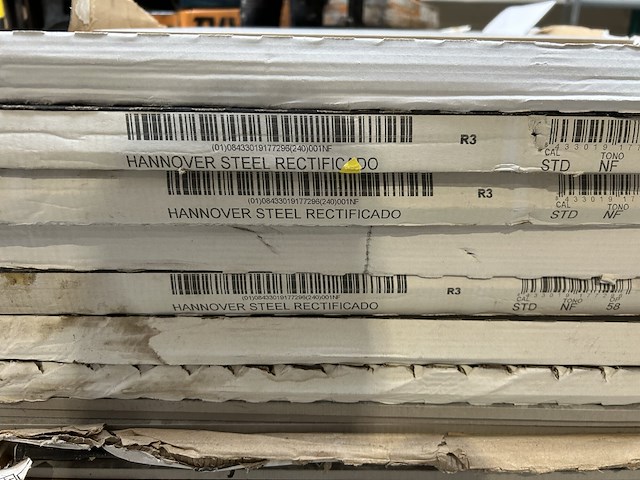 (01)08433019177296(240)001NF
R3
HANNOVER STEEL RECTIFICADO
CAL TONO
STD NF
(01)08433019177296(240)001NF
R3
HANNOVER STEEL RECTIFICADO
CAL TONO
STD NF
(01)08433019177296(240)001NF
R3
HANNOVER STEEL RECTIFICADO
CAL TONO
STD NF 58